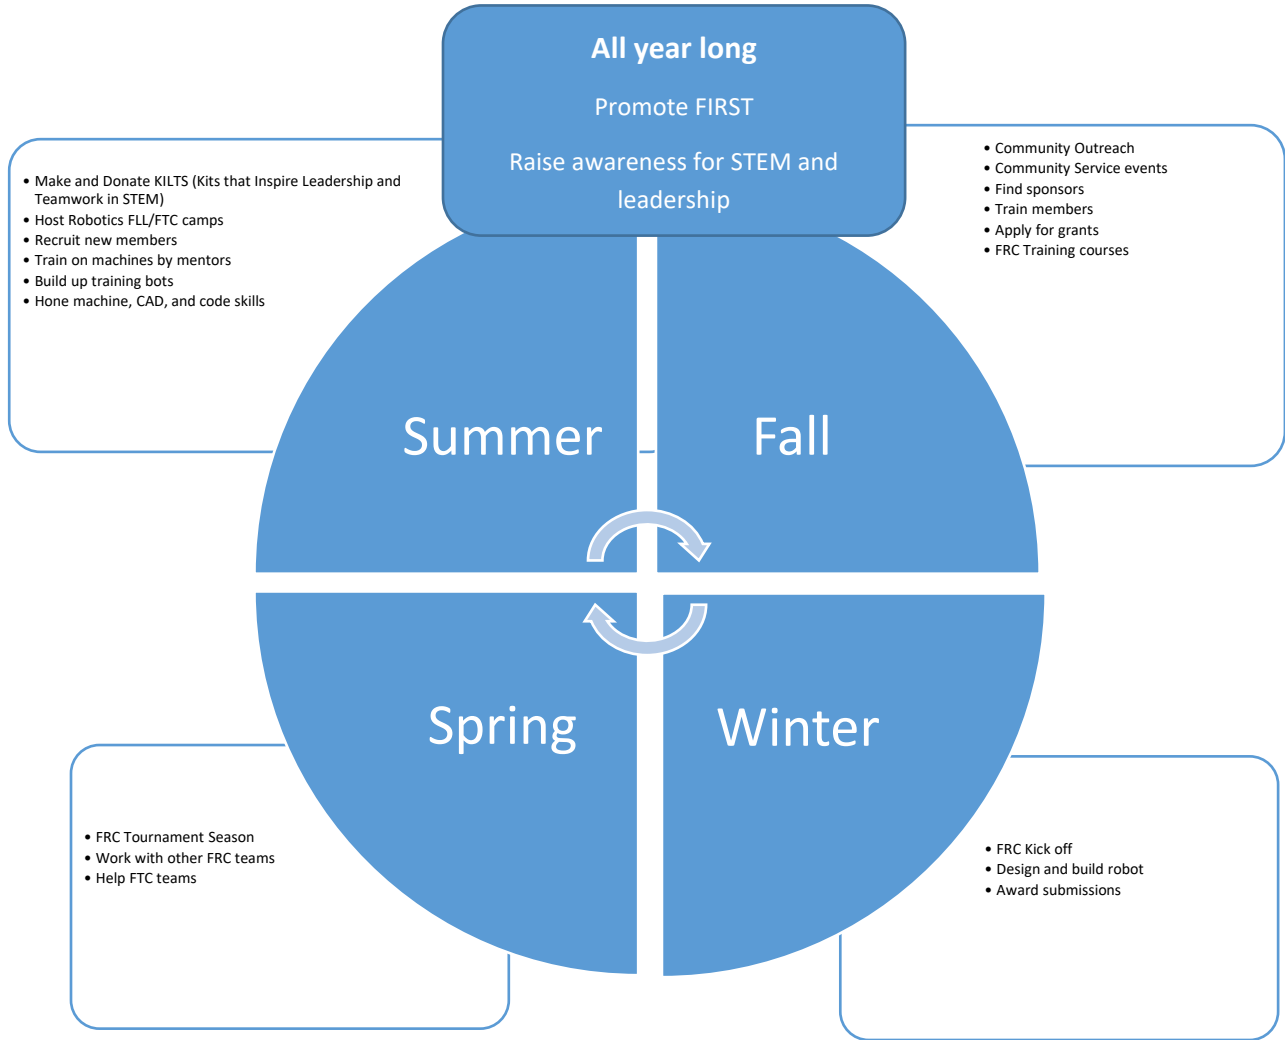 All year long
Promote FIRST
Raise awareness for STEM and
leadership
• Make and Donate KILTS (Kits that Inspire Leadership and
Teamwork in STEM)
• Host Robotics FLL/FTC camps
• Recruit new members
• Train on machines by mentors
• Build up training bots
• Hone machine, CAD, and code skills
• Community Outreach
• Community Service events
• Find sponsors
• Train members
• Apply for grants
• FRC Training courses
Summer
Fall
Spring
Winter
• FRC Tournament Season
• Work with other FRC teams
• Help FTC teams
• FRC Kick off
• Design and build robot
• Award submissions